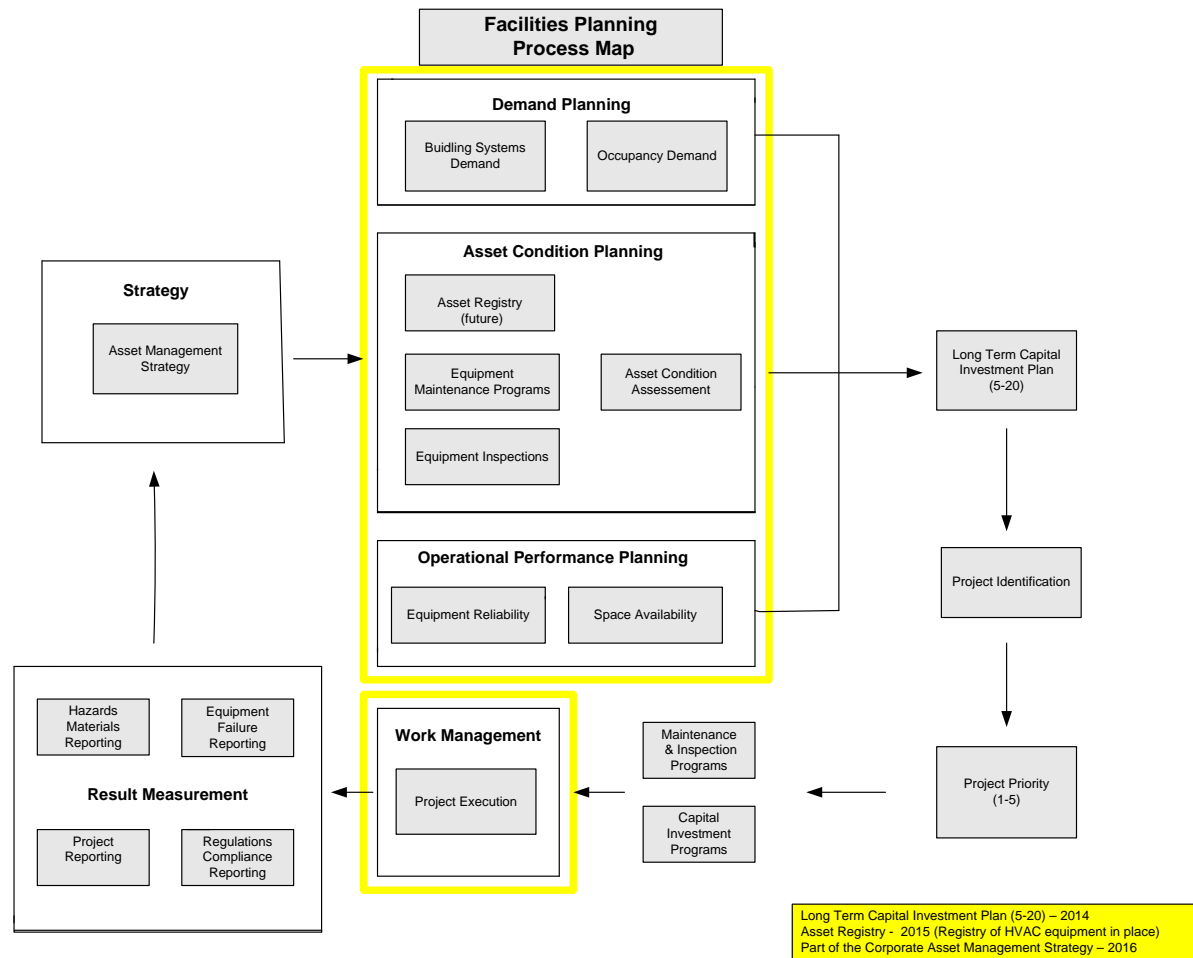 Facilities Planning
Process Map
Demand Planning
Buidling Systems
Demand
Occupancy Demand
Asset Condition Planning
Asset Registry
(future)
Equipment
Maintenance Programs
Asset Condition
Assessement
Equipment Inspections
Operational Performance Planning
Equipment Reliability
Space Availability
Strategy
Asset Management
Strategy
Long Term Capital
Investment Plan
(5-20)
Project Identification
Project Priority
(1-5)
Maintenance
& Inspection
Programs
Capital
Investment
Programs
Work Management
Project Execution
Hazards
Materials
Reporting
Equipment
Failure
Reporting
Result Measurement
Project
Reporting
Regulations
Compliance
Reporting
Long Term Capital Investment Plan (5-20) – 2014
Asset Registry - 2015 (Registry of HVAC equipment in place)
Part of the Corporate Asset Management Strategy – 2016